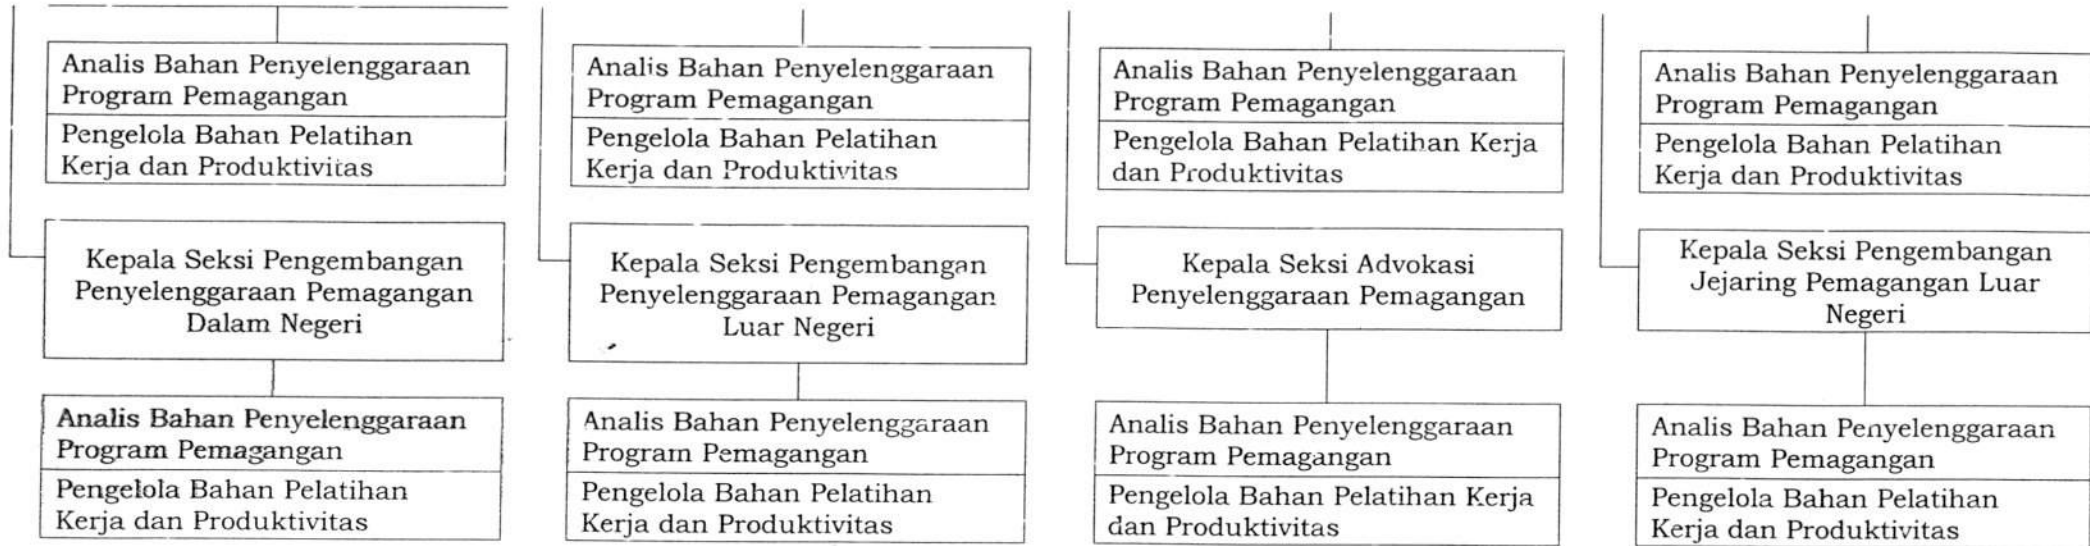 Analis Bahan Penyelenggaraan
Program Pemagangan
Pengelola Bahan Pelatihan
Kerja dan Produktivitas
Analis Bahan Penyelenggaraan
Program Pemagangan
Pengelola Bahan Pelatihan
Kerja dan Produktivitas
Analis Bahan Penyelenggaraan
Program Pemagangan
Pengelola Bahan Pelatihan Kerja
dan Produktivitas
Analis Bahan Penyelenggaraan
Program Pemagangan
Pengelola Bahan Pelatihan
Kerja dan Produktivitas
Kepala Seksi Pengembangan
Penyelenggaraan Pemagangan
Dalam Negeri
Kepala Seksi Pengembangan
Penyelenggaraan Pemagangan
Luar Negeri
Kepala Seksi Advokasi
Penyelenggaraan Pemagangan
Kepala Seksi Pengembangan
Jejaring Pemagangan Luar
Negeri
Analis Bahan Penyelenggaraan
Program Pemagangan
Pengelola Bahan Pelatihan
Kerja dan Produktivitas
Analis Bahan Penyelenggaraan
Program Pemagangan
Pengelola Bahan Pelatihan
Kerja dan Produktivitas
Analis Bahan Penyelenggaraan
Program Pemagangan
Pengelola Bahan Pelatihan Kerja
dan Produktivitas
Analis Bahan Penyelenggaraan
Program Pemagangan
Pengelola Bahan Pelatihan
Kerja dan Produktivitas